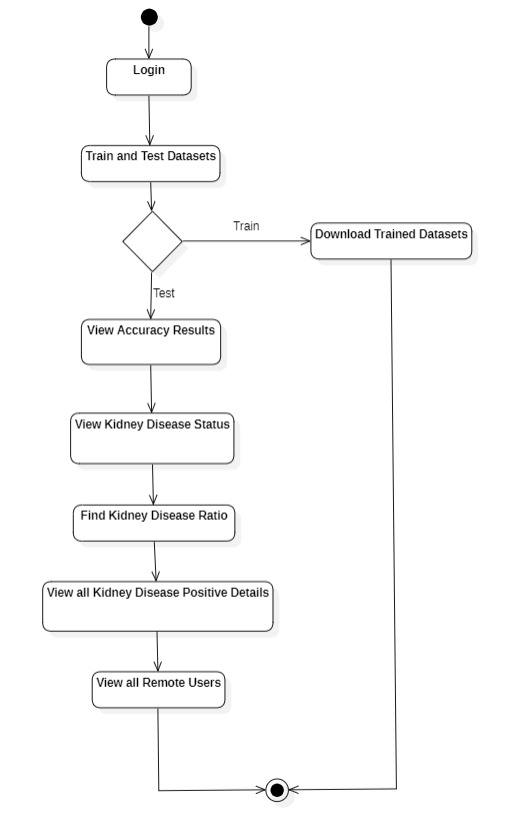 Login
Train and Test Datasets
Train
Download Trained Datasets
Test
View Accuracy Results
View Kidney Disease Status
Find Kidney Disease Ratio
View all Kidney Disease Positive Details
View all Remote Users